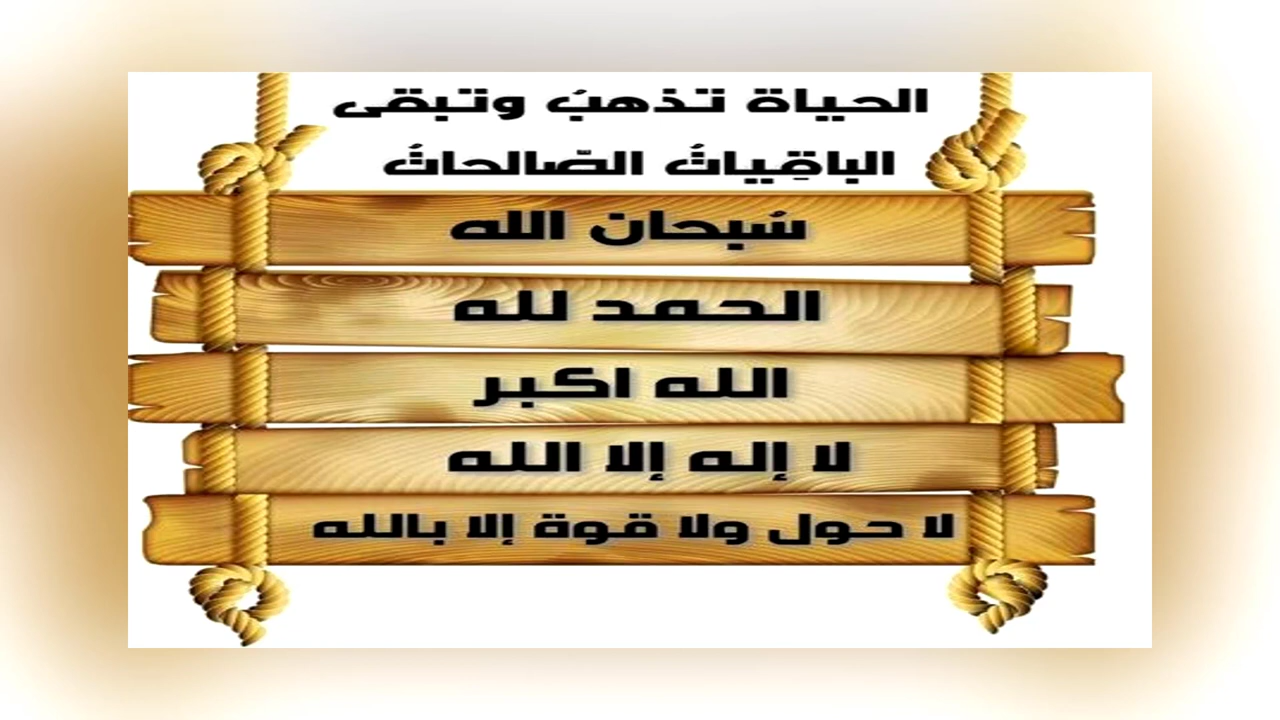 الحياة تذهبُ وتبقى
الباقِياتُ الصّالحاتُ
سُبحان الله
الحمد لله
الله اكبر
لا إله إلا الله
لا حول ولا قوة إلا بالله